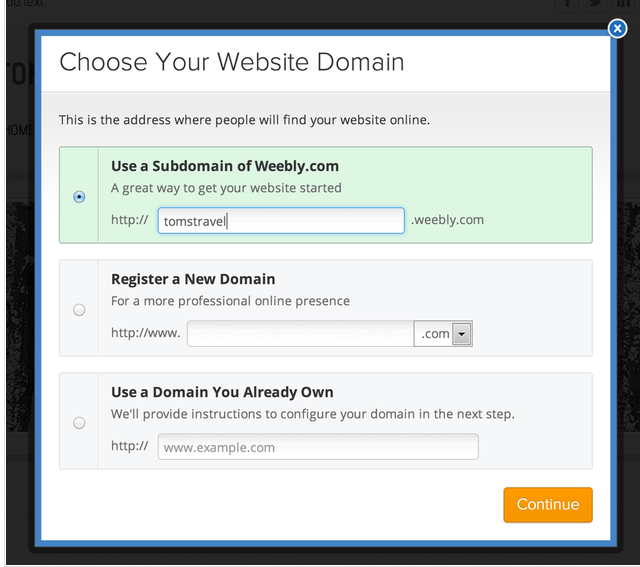 Choose Your Website Domain
This is the address where people will find your website online.
Use a Subdomain of Weebly.com
A great way to get your website started
http:// tomstravel .weebly.com
Register a New Domain
For a more professional online presence
http://www. .com
Use a Domain You Already Own
We'll provide instructions to configure your domain in the next step.
http:// www.example.com
Continue
HOME